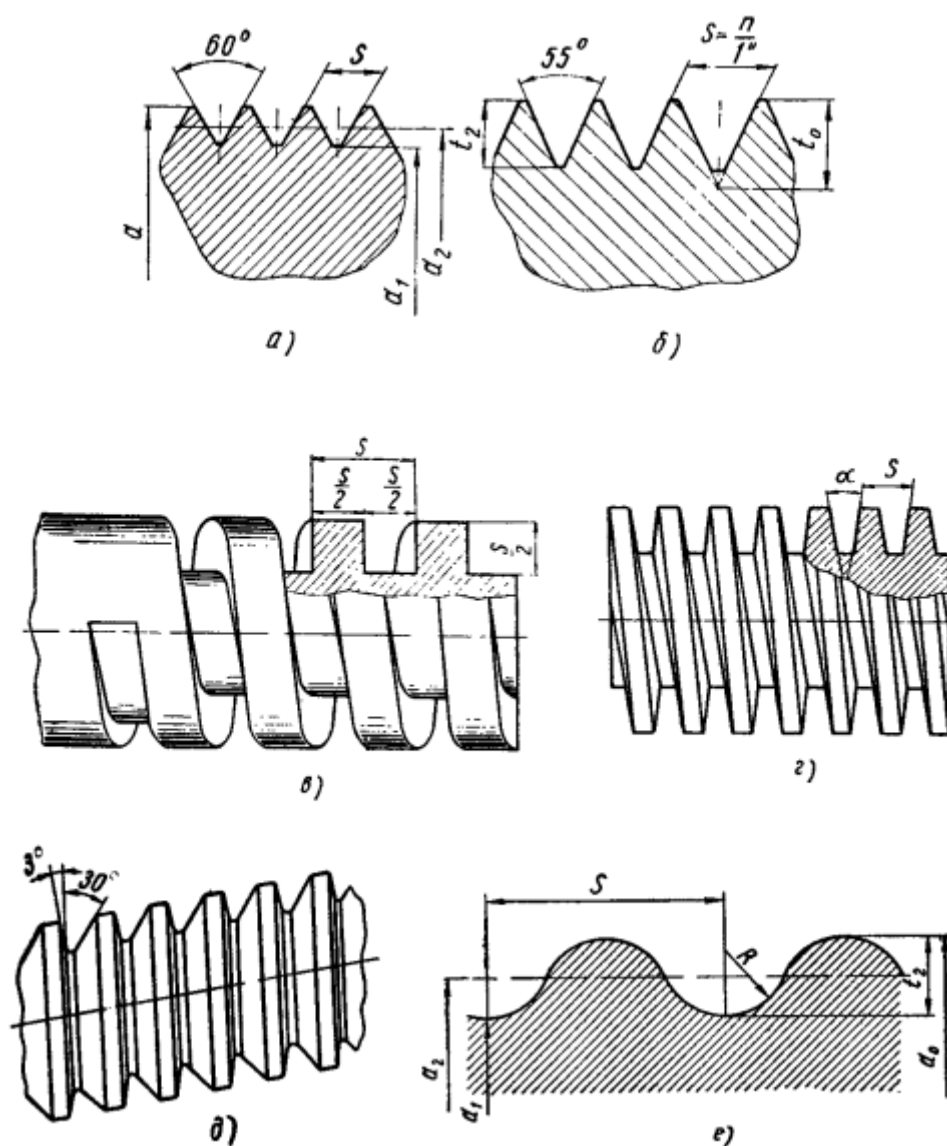 60°
S
d
d₁
d₂
а)
55°
S = n/1"
t₂
t₀
б)
S
S/2
S/2
S/2
в)
α
S
г)
3°
30°
д)
S
R
t₂
d₂
d₁
d₀
е)